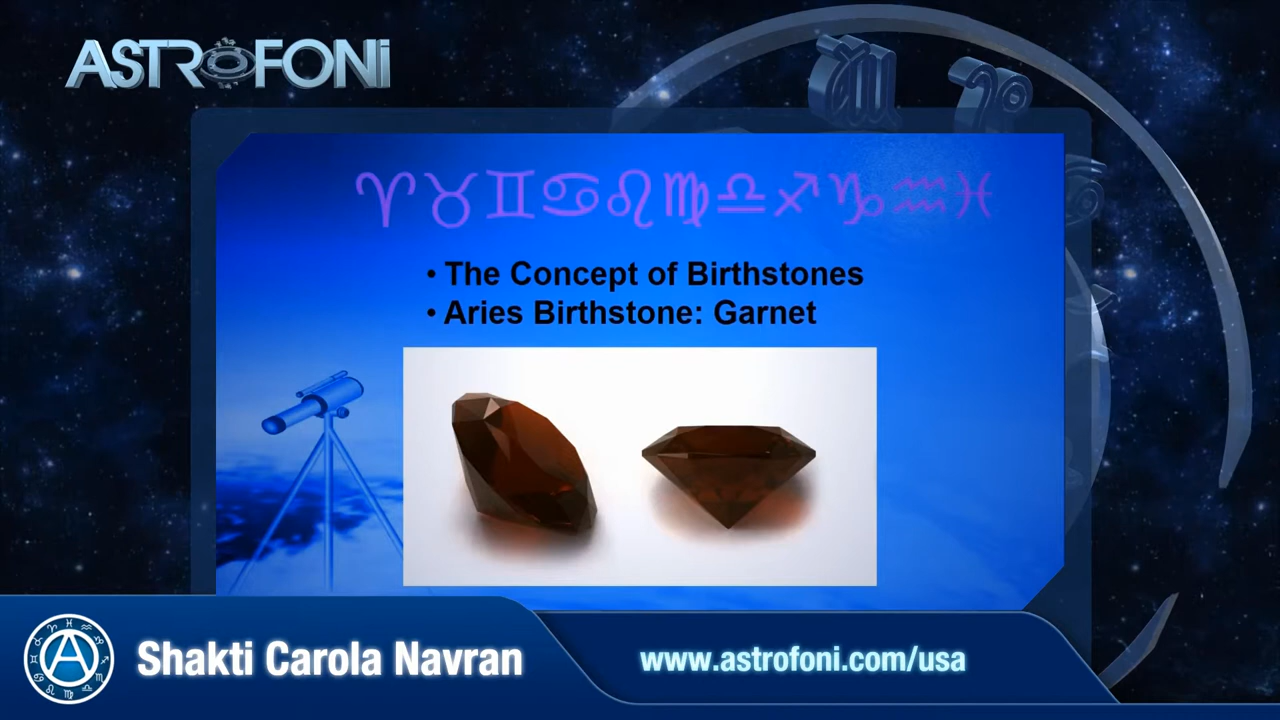 ASTROFONi
♈♉♊♋♌♍♎♐♑♒♓
• The Concept of Birthstones
• Aries Birthstone: Garnet
A
Shakti Carola Navran
www.astrofoni.com/usa